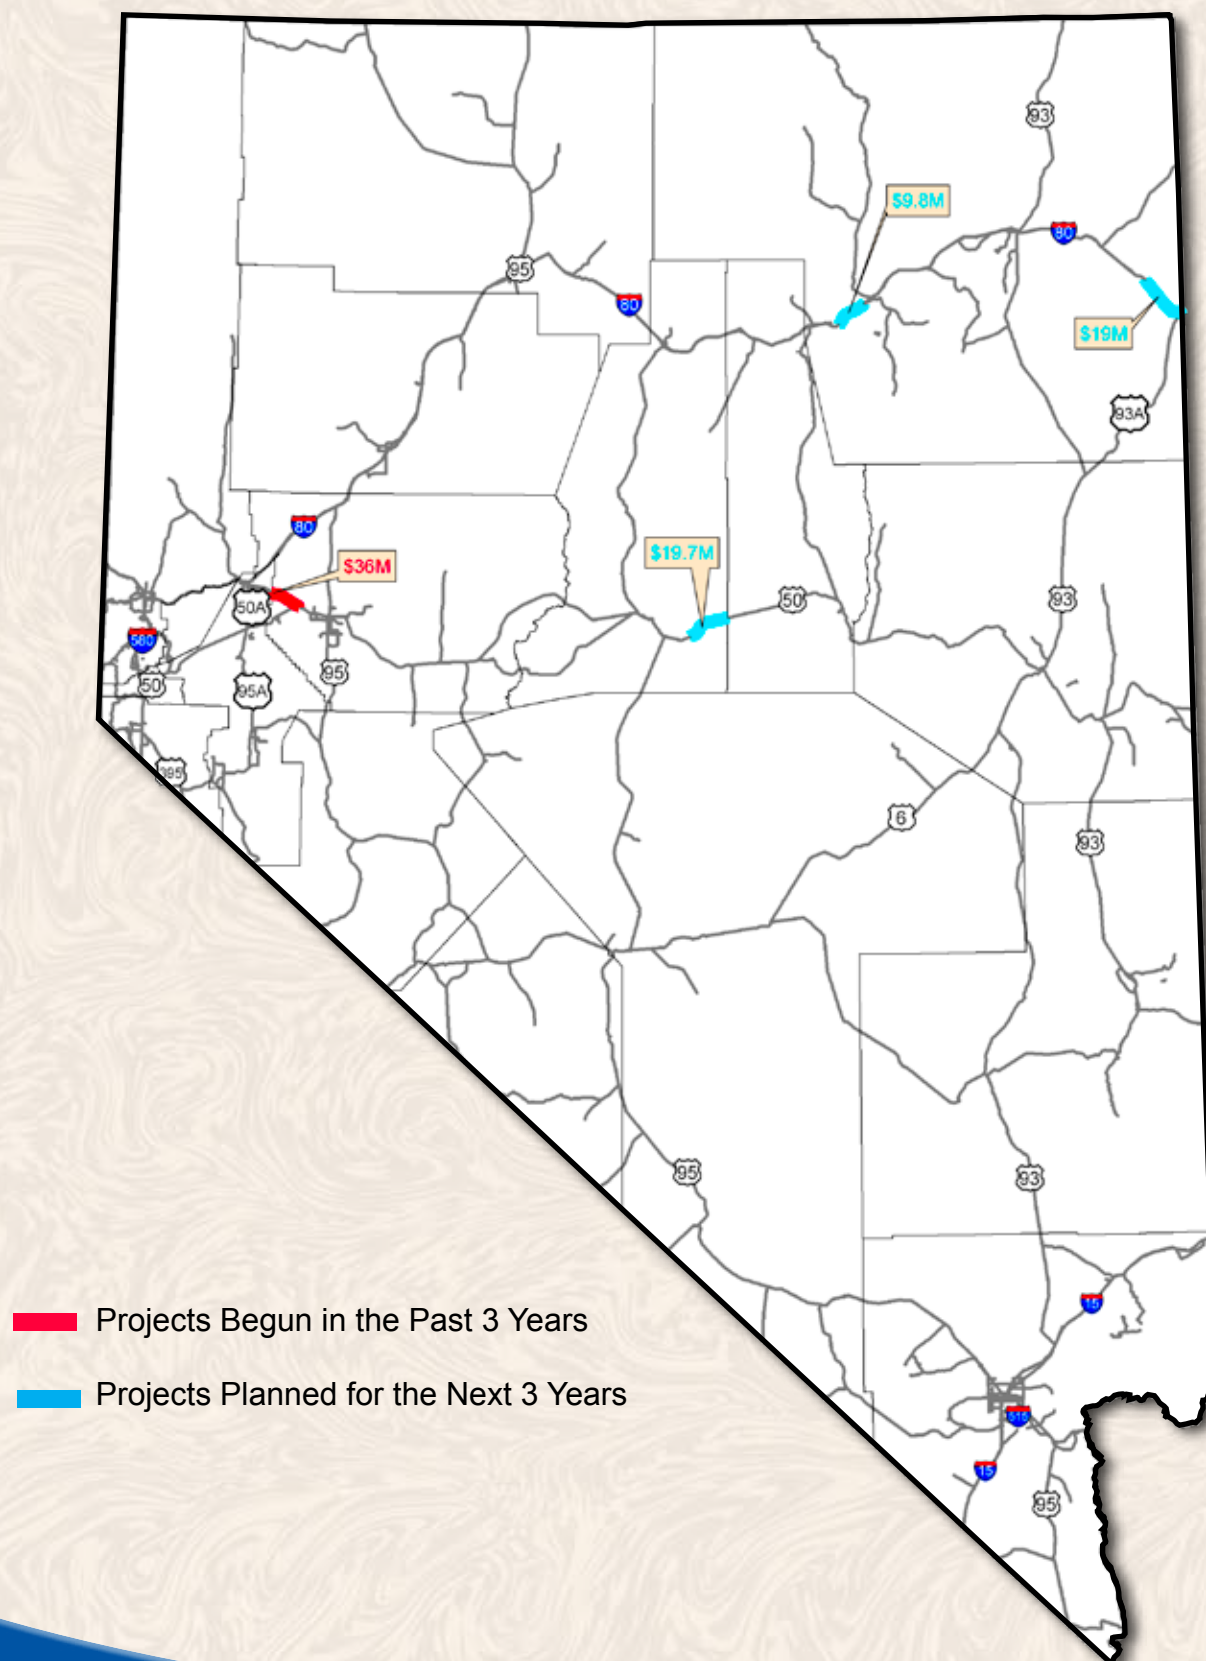 93
$9.8M
80
95
80
$19M
93A
80
$19.7M
$36M
50
93
50A
580
95
50
95A
395
6
93
95
93
15
Projects Begun in the Past 3 Years
Projects Planned for the Next 3 Years
515
15
95